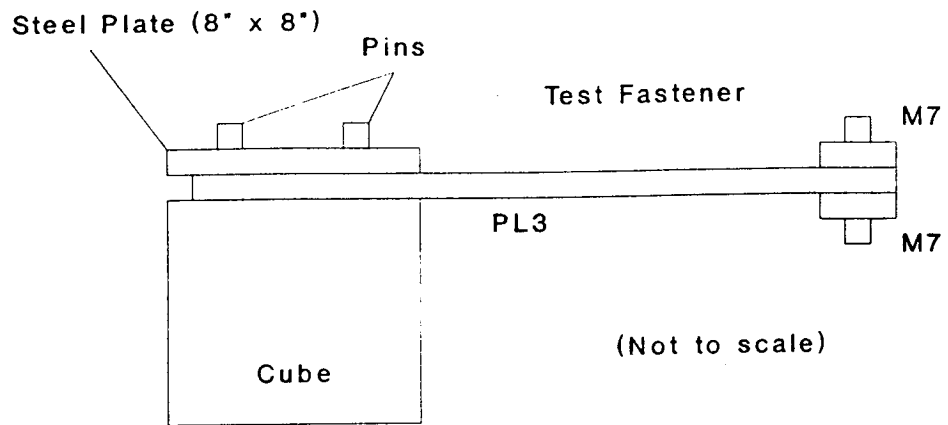 Steel Plate (8" x 8")
Pins
Test Fastener
M7
PL3
M7
(Not to scale)
Cube